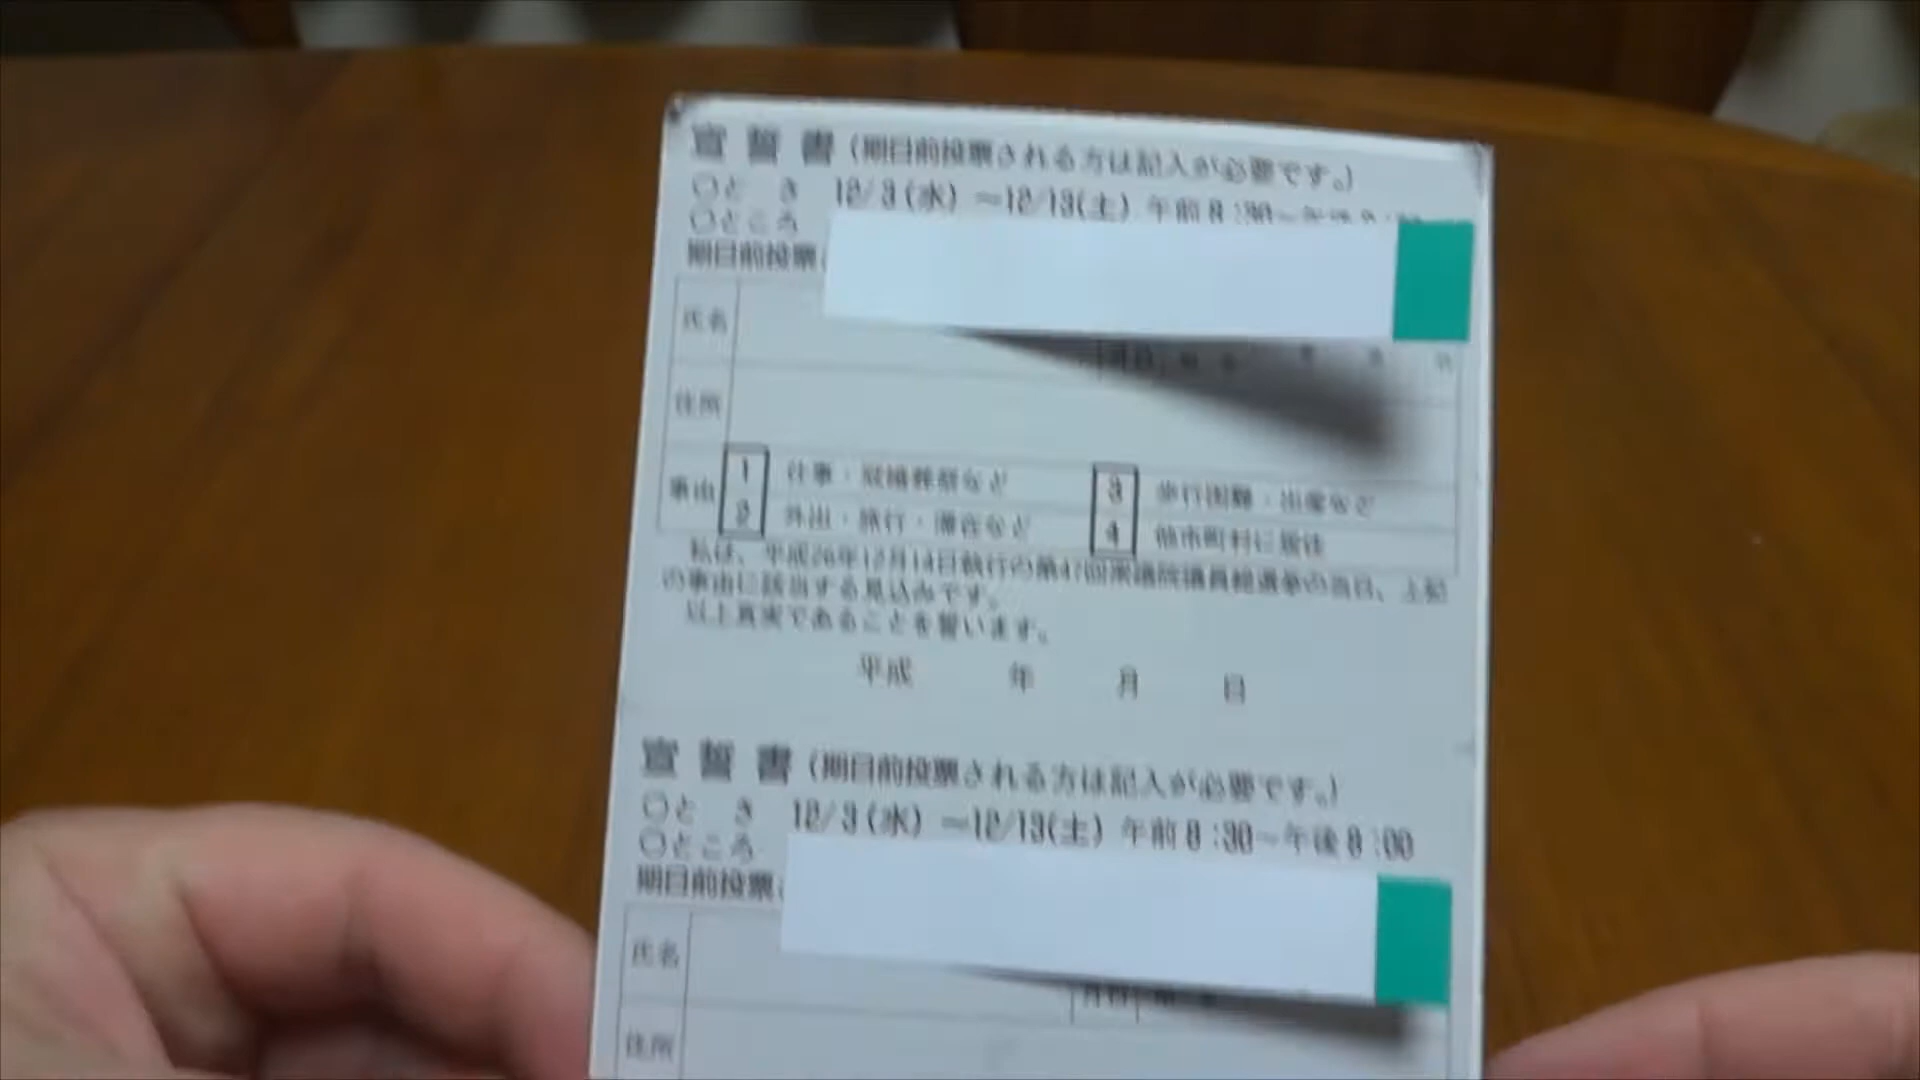 宣誓書（期日前投票される方は記入が必要です。）
〇とき 12/3（水）～12/13（土）午前8:30～午後
〇ところ
期日前投票
氏名
住所
事由 1 仕事・冠婚葬祭など 3 歩行困難・出産など
2 外出・旅行・滞在など 4 他市町村に居住
私は、平成26年12月14日執行の第47回衆議院議員総選挙の当日、上記
の事由に該当する見込みです。
以上真実であることを誓います。
平成 年 月 日
宣誓書（期日前投票される方は記入が必要です。）
〇とき 12/3（水）～12/13（土）午前8:30～午後8:00
〇ところ
期日前投票
氏名
住所